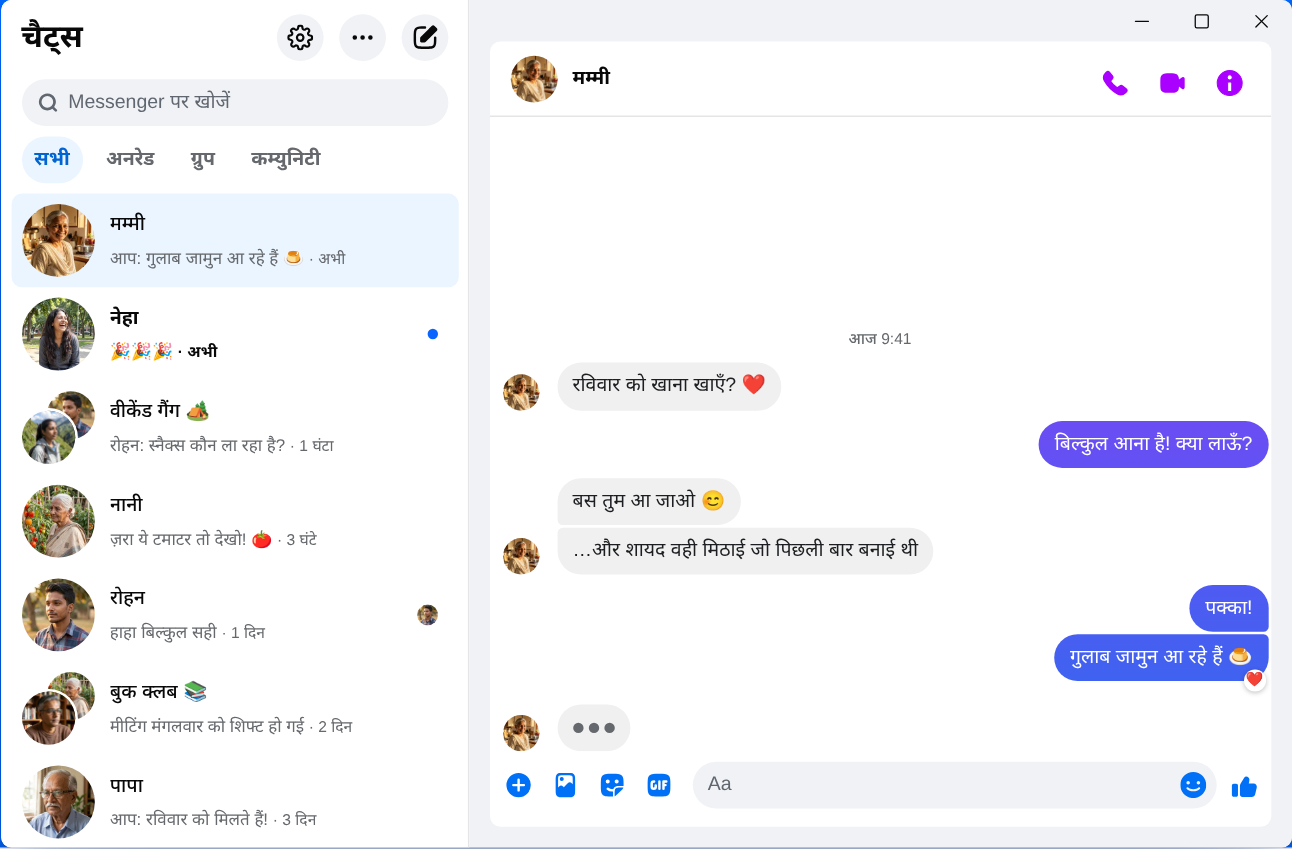 चैट्स
Messenger पर खोजें
सभी अनरेड ग्रुप कम्युनिटी
मम्मी
आप: गुलाब जामुन आ रहे हैं 🍮 · अभी
नेहा
🎉🎉🎉 · अभी
वीकेंड गैंग 🏕️
रोहन: स्नैक्स कौन ला रहा है? · 1 घंटा
नानी
ज़रा ये टमाटर तो देखो! 🍅 · 3 घंटे
रोहन
हाहा बिल्कुल सही · 1 दिन
बुक क्लब 📚
मीटिंग मंगलवार को शिफ्ट हो गई · 2 दिन
पापा
आप: रविवार को मिलते हैं! · 3 दिन
मम्मी
आज 9:41
रविवार को खाना खाएँ? ❤️
बिल्कुल आना है! क्या लाऊँ?
बस तुम आ जाओ 😊
…और शायद वही मिठाई जो पिछली बार बनाई थी
पक्का!
गुलाब जामुन आ रहे हैं 🍮
❤️
GIF
Aa